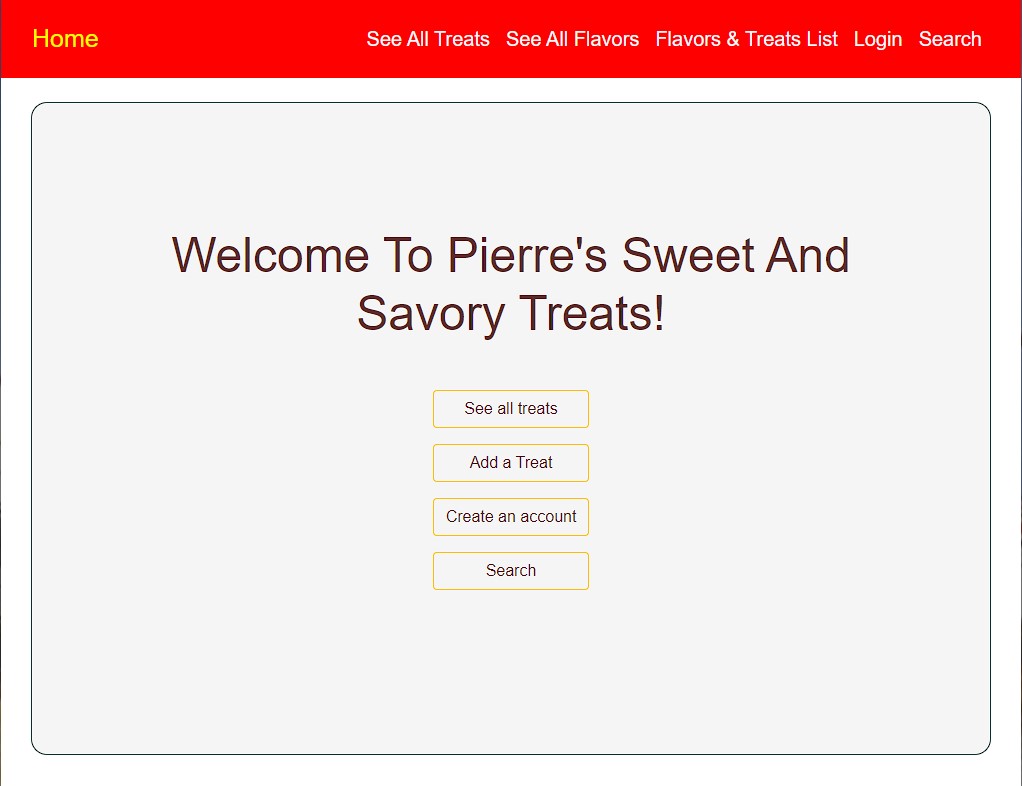 Home See All Treats See All Flavors Flavors & Treats List Login Search
Welcome To Pierre's Sweet And
Savory Treats!
See all treats
Add a Treat
Create an account
Search